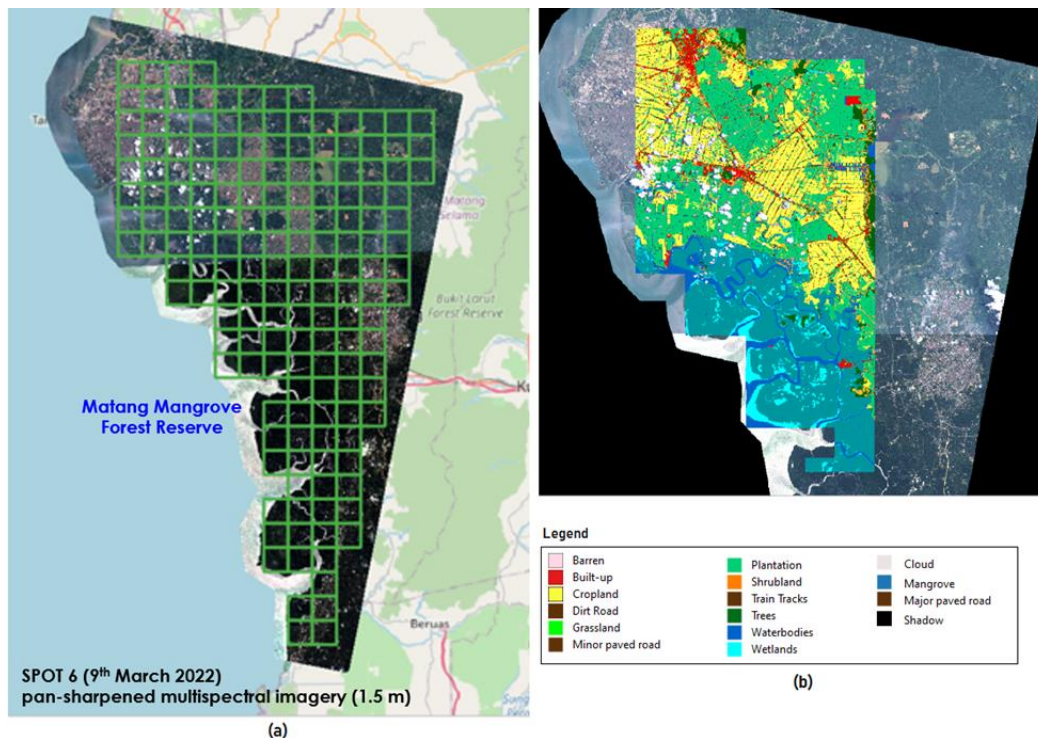 Matang
Selama
Bukit Larut
Forest Reserve
Matang Mangrove
Forest Reserve
Beruas
SPOT 6 (9th March 2022)
pan-sharpened multispectral imagery (1.5 m)
(a)
Legend
Barren
Built-up
Cropland
Dirt Road
Grassland
Minor paved road
Plantation
Shrubland
Train Tracks
Trees
Waterbodies
Wetlands
Cloud
Mangrove
Major paved road
Shadow
(b)